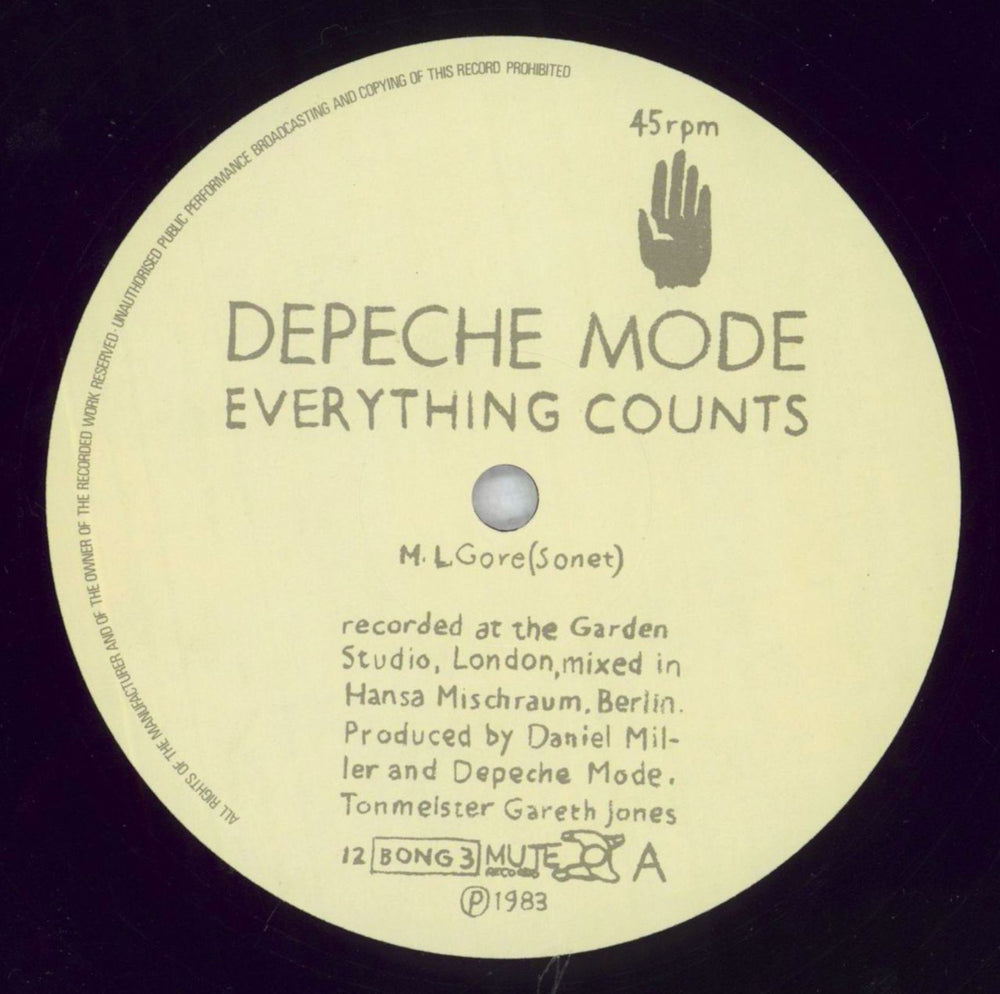 ALL RIGHTS OF THE MANUFACTURER AND OF THE OWNER OF THE RECORDED WORK RESERVED · UNAUTHORISED PUBLIC PERFORMANCE BROADCASTING AND COPYING OF THIS RECORD PROHIBITED
45rpm
DEPECHE MODE
EVERYTHING COUNTS
M. L Gore(Sonet)
recorded at the Garden
Studio, London, mixed in
Hansa Mischraum, Berlin.
Produced by Daniel Mil-
ler and Depeche Mode.
Tonmeister Gareth Jones
12 BONG 3 MUTE RECORDS A
℗1983